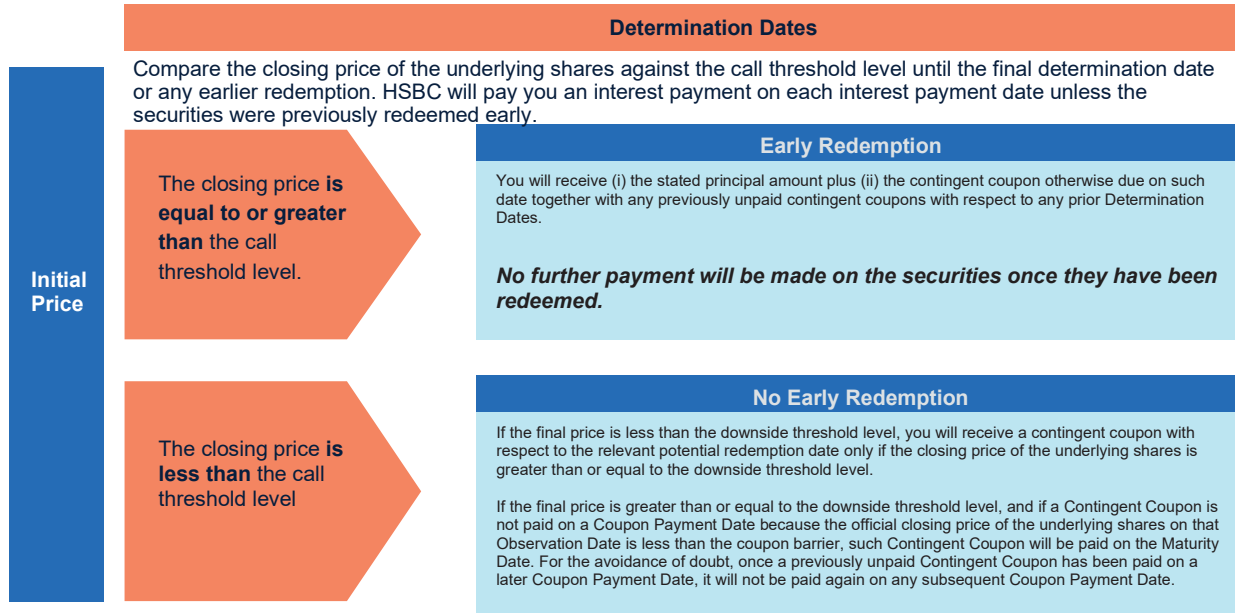 Determination Dates
Compare the closing price of the underlying shares against the call threshold level until the final determination date
or any earlier redemption. HSBC will pay you an interest payment on each interest payment date unless the
securities were previously redeemed early.
Initial
Price
The closing price is
equal to or greater
than the call
threshold level.
Early Redemption
You will receive (i) the stated principal amount plus (ii) the contingent coupon otherwise due on such
date together with any previously unpaid contingent coupons with respect to any prior Determination
Dates.
No further payment will be made on the securities once they have been
redeemed.
The closing price is
less than the call
threshold level
No Early Redemption
If the final price is less than the downside threshold level, you will receive a contingent coupon with
respect to the relevant potential redemption date only if the closing price of the underlying shares is
greater than or equal to the downside threshold level.
If the final price is greater than or equal to the downside threshold level, and if a Contingent Coupon is
not paid on a Coupon Payment Date because the official closing price of the underlying shares on that
Observation Date is less than the coupon barrier, such Contingent Coupon will be paid on the Maturity
Date. For the avoidance of doubt, once a previously unpaid Contingent Coupon has been paid on a
later Coupon Payment Date, it will not be paid again on any subsequent Coupon Payment Date.